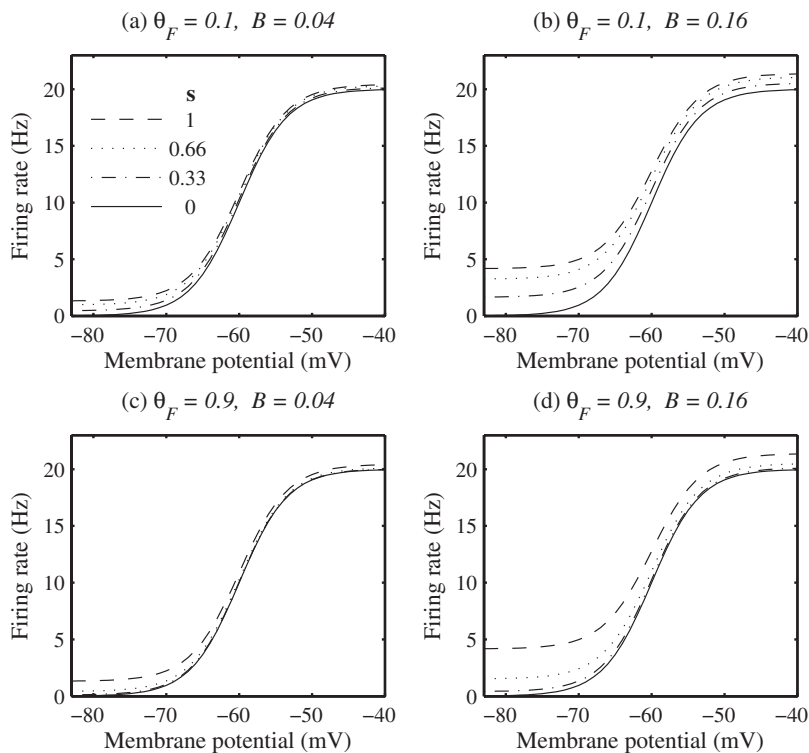 (a) θF = 0.1, B = 0.04
Firing rate (Hz)
20
15
10
5
0
s
1
0.66
0.33
0
−80 −70 −60 −50 −40
Membrane potential (mV)
(b) θF = 0.1, B = 0.16
Firing rate (Hz)
20
15
10
5
0
−80 −70 −60 −50 −40
Membrane potential (mV)
(c) θF = 0.9, B = 0.04
Firing rate (Hz)
20
15
10
5
0
−80 −70 −60 −50 −40
Membrane potential (mV)
(d) θF = 0.9, B = 0.16
Firing rate (Hz)
20
15
10
5
0
−80 −70 −60 −50 −40
Membrane potential (mV)